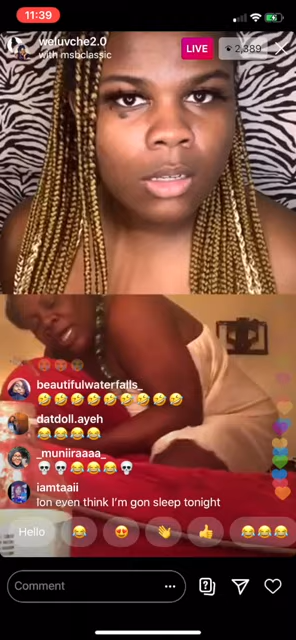 11:39
weluvche2.0
with msbclassic
LIVE
2,389
beautifulwaterfalls_
🤣🤣🤣🤣🤣🤣🤣🤣🤣🤣
datdoll.ayeh
😂😂😂😂
_muniiraaaa_
💀💀😂😂😂😂💀
iamtaaii
Ion even think I'm gon sleep tonight
Hello 😂 😍 👏 👍 😂😂😂
Comment